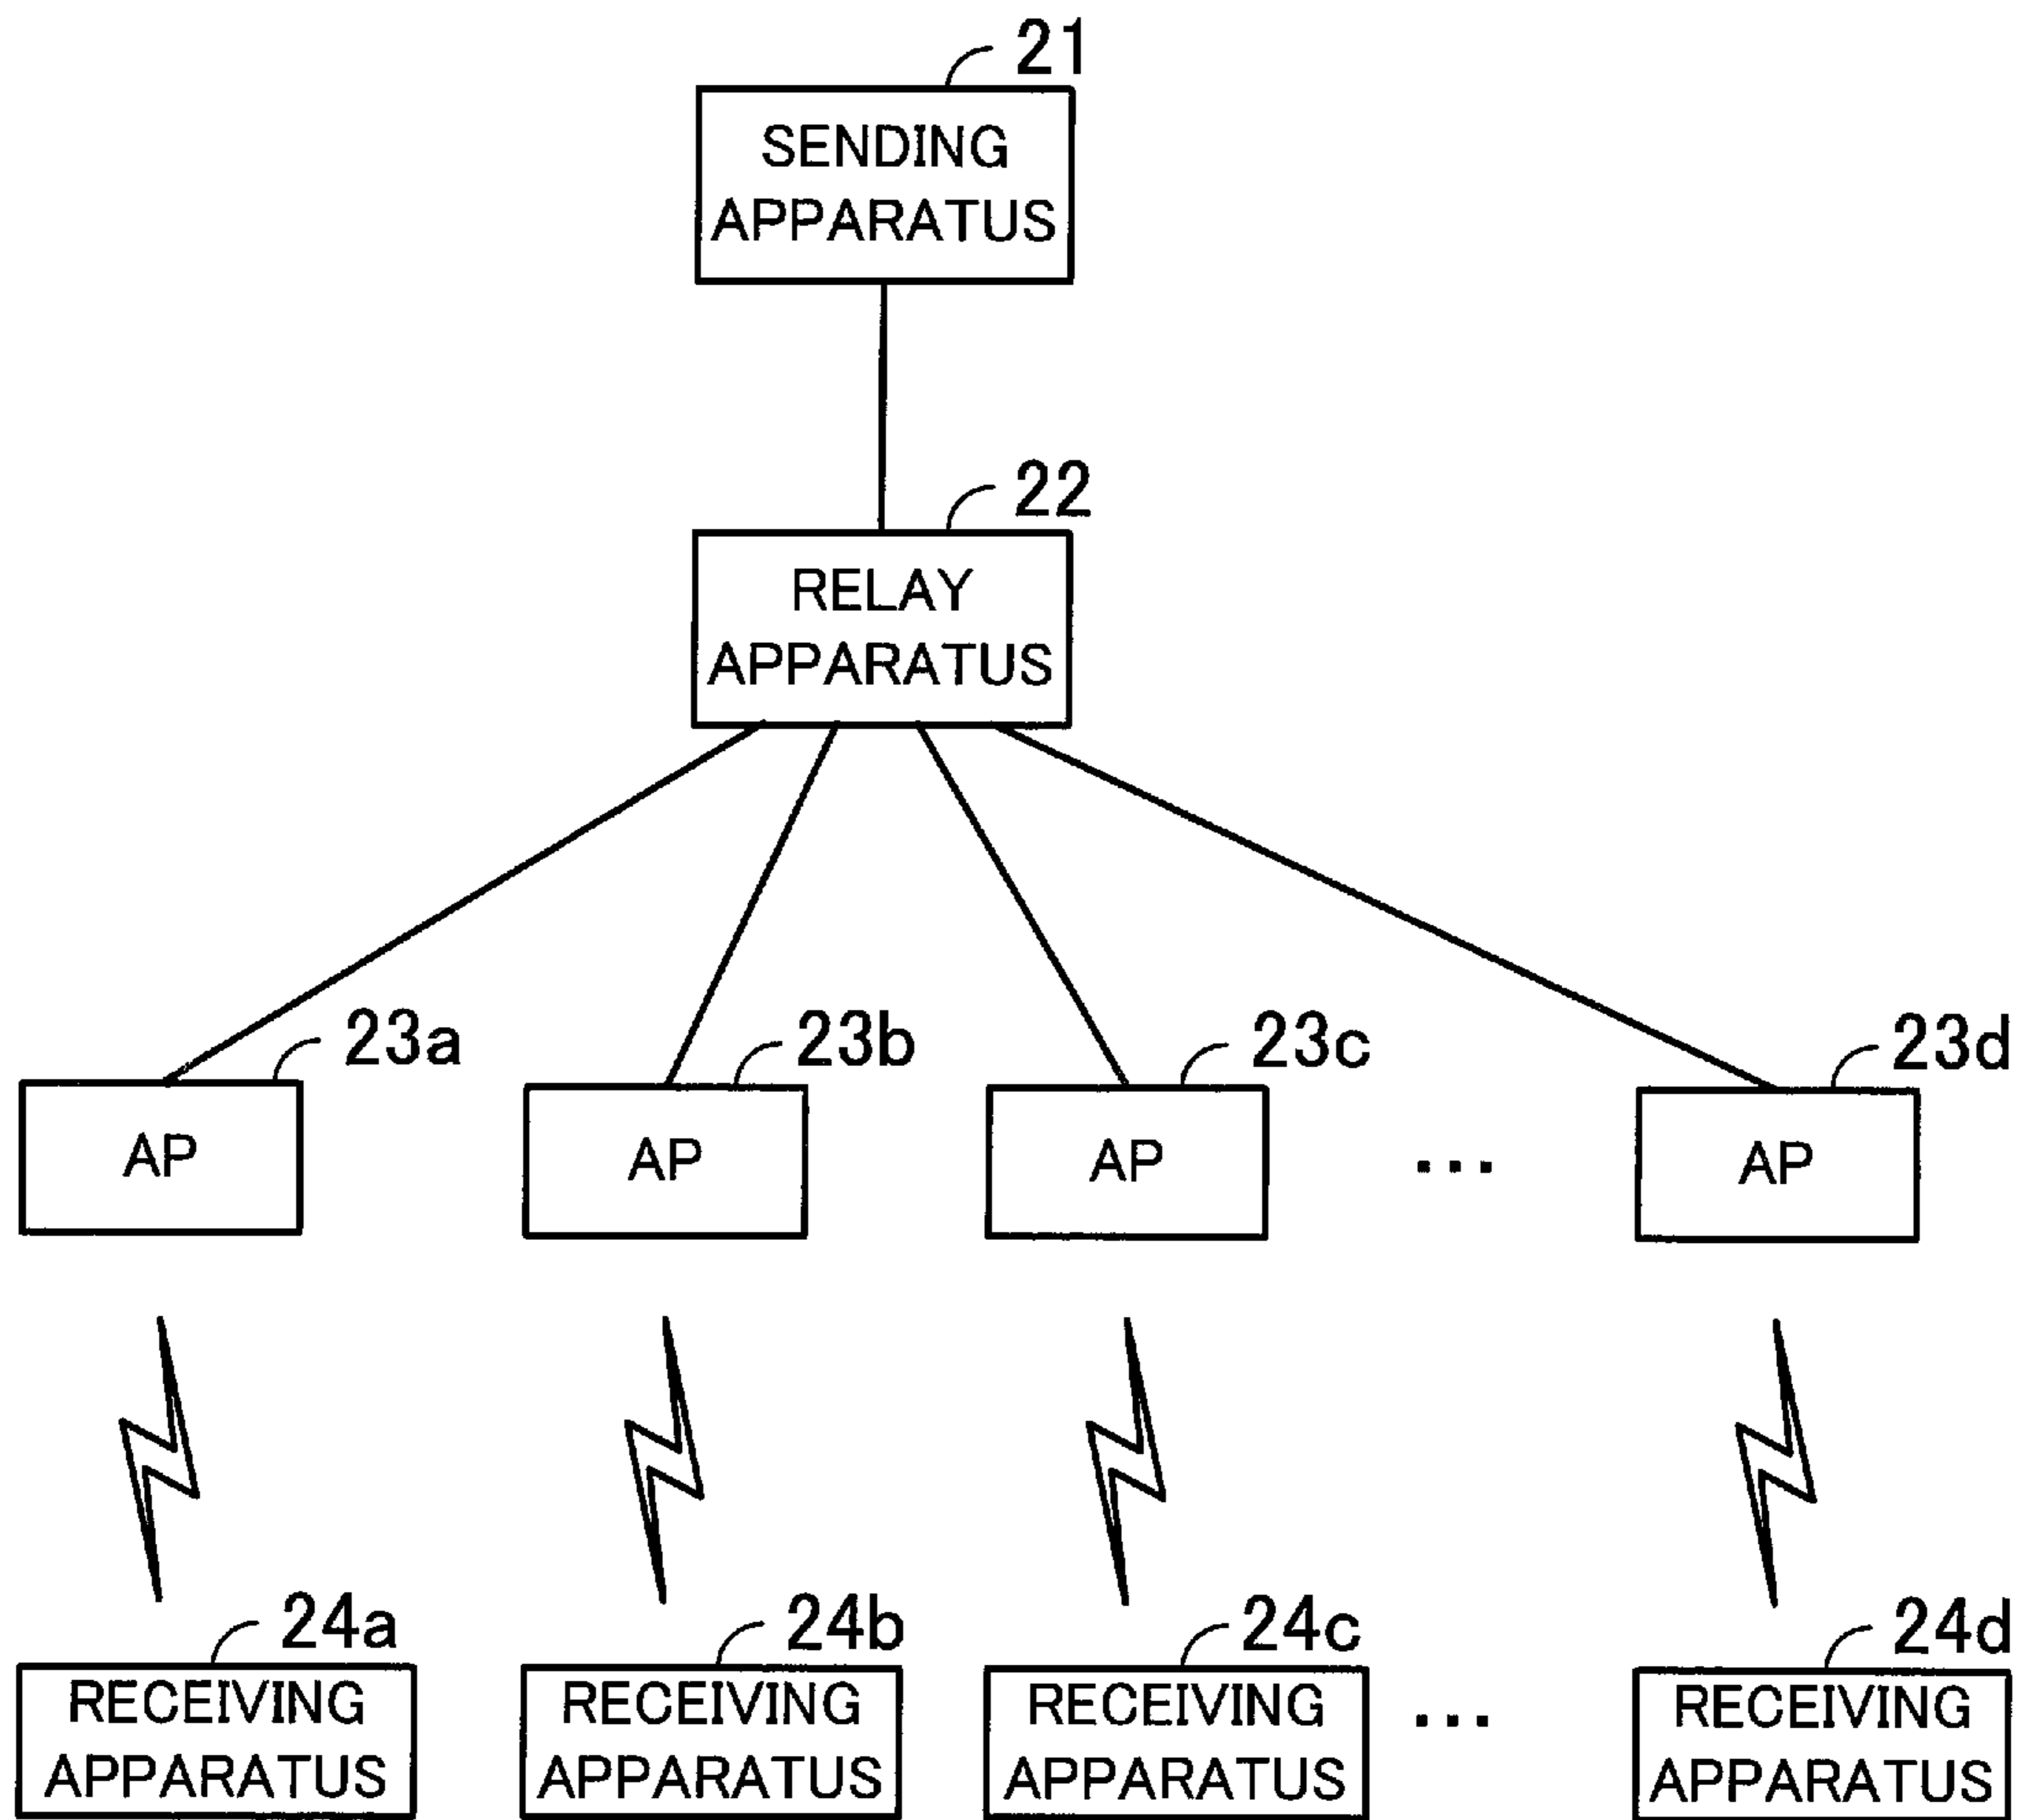 21
SENDING
APPARATUS
22
RELAY
APPARATUS
23a
23b
23c
23d
AP
AP
AP
...
AP
24a
24b
24c
24d
RECEIVING
APPARATUS
RECEIVING
APPARATUS
RECEIVING
APPARATUS
...
RECEIVING
APPARATUS